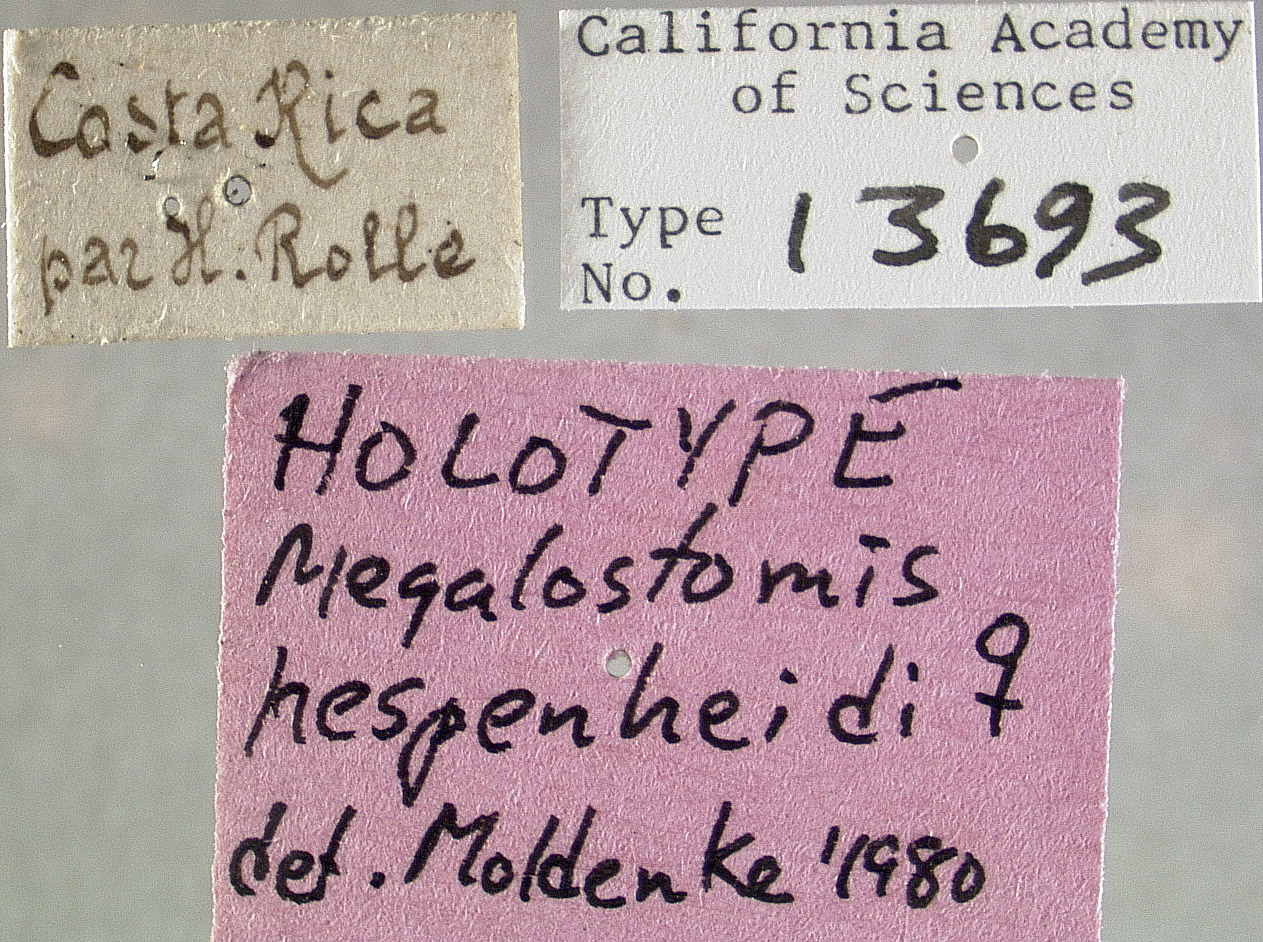 Costa Rica
par H. Rolle
California Academy
of Sciences
Type
No. 13693
HOLOTYPE
Megalostomis
hespenheidi ♀
det. Moldenke '1980